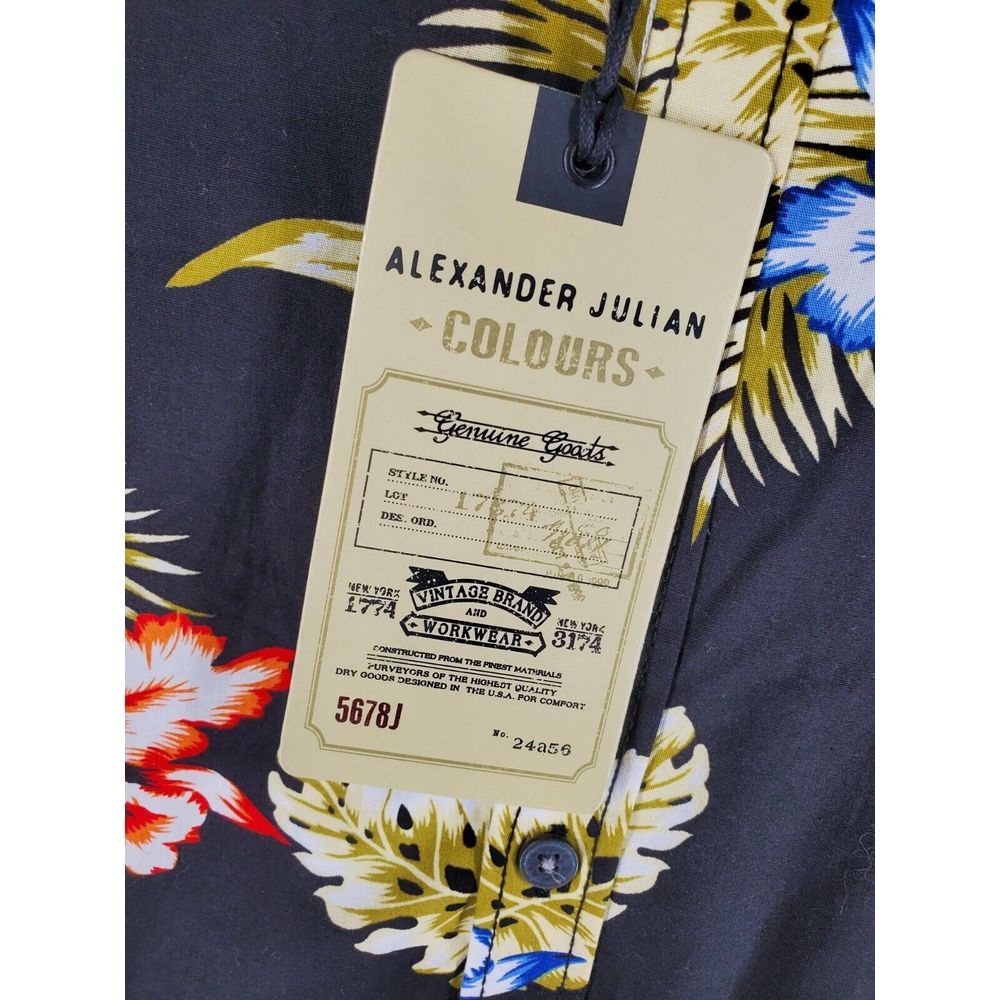 ALEXANDER JULIAN
COLOURS
Genuine Goods
STYLE NO.
LOT
DES. ORD.
NEW YORK
1774
VINTAGE BRAND
AND
WORKWEAR
NEW YORK
3174
CONSTRUCTED FROM THE FINEST MATHRIALS
PURVEYORS OF THE HIGHEST QUALITY
DRY GOODS DESIGNED IN THE U.S.A. FOR COMFORT
5678J
No. 24a56